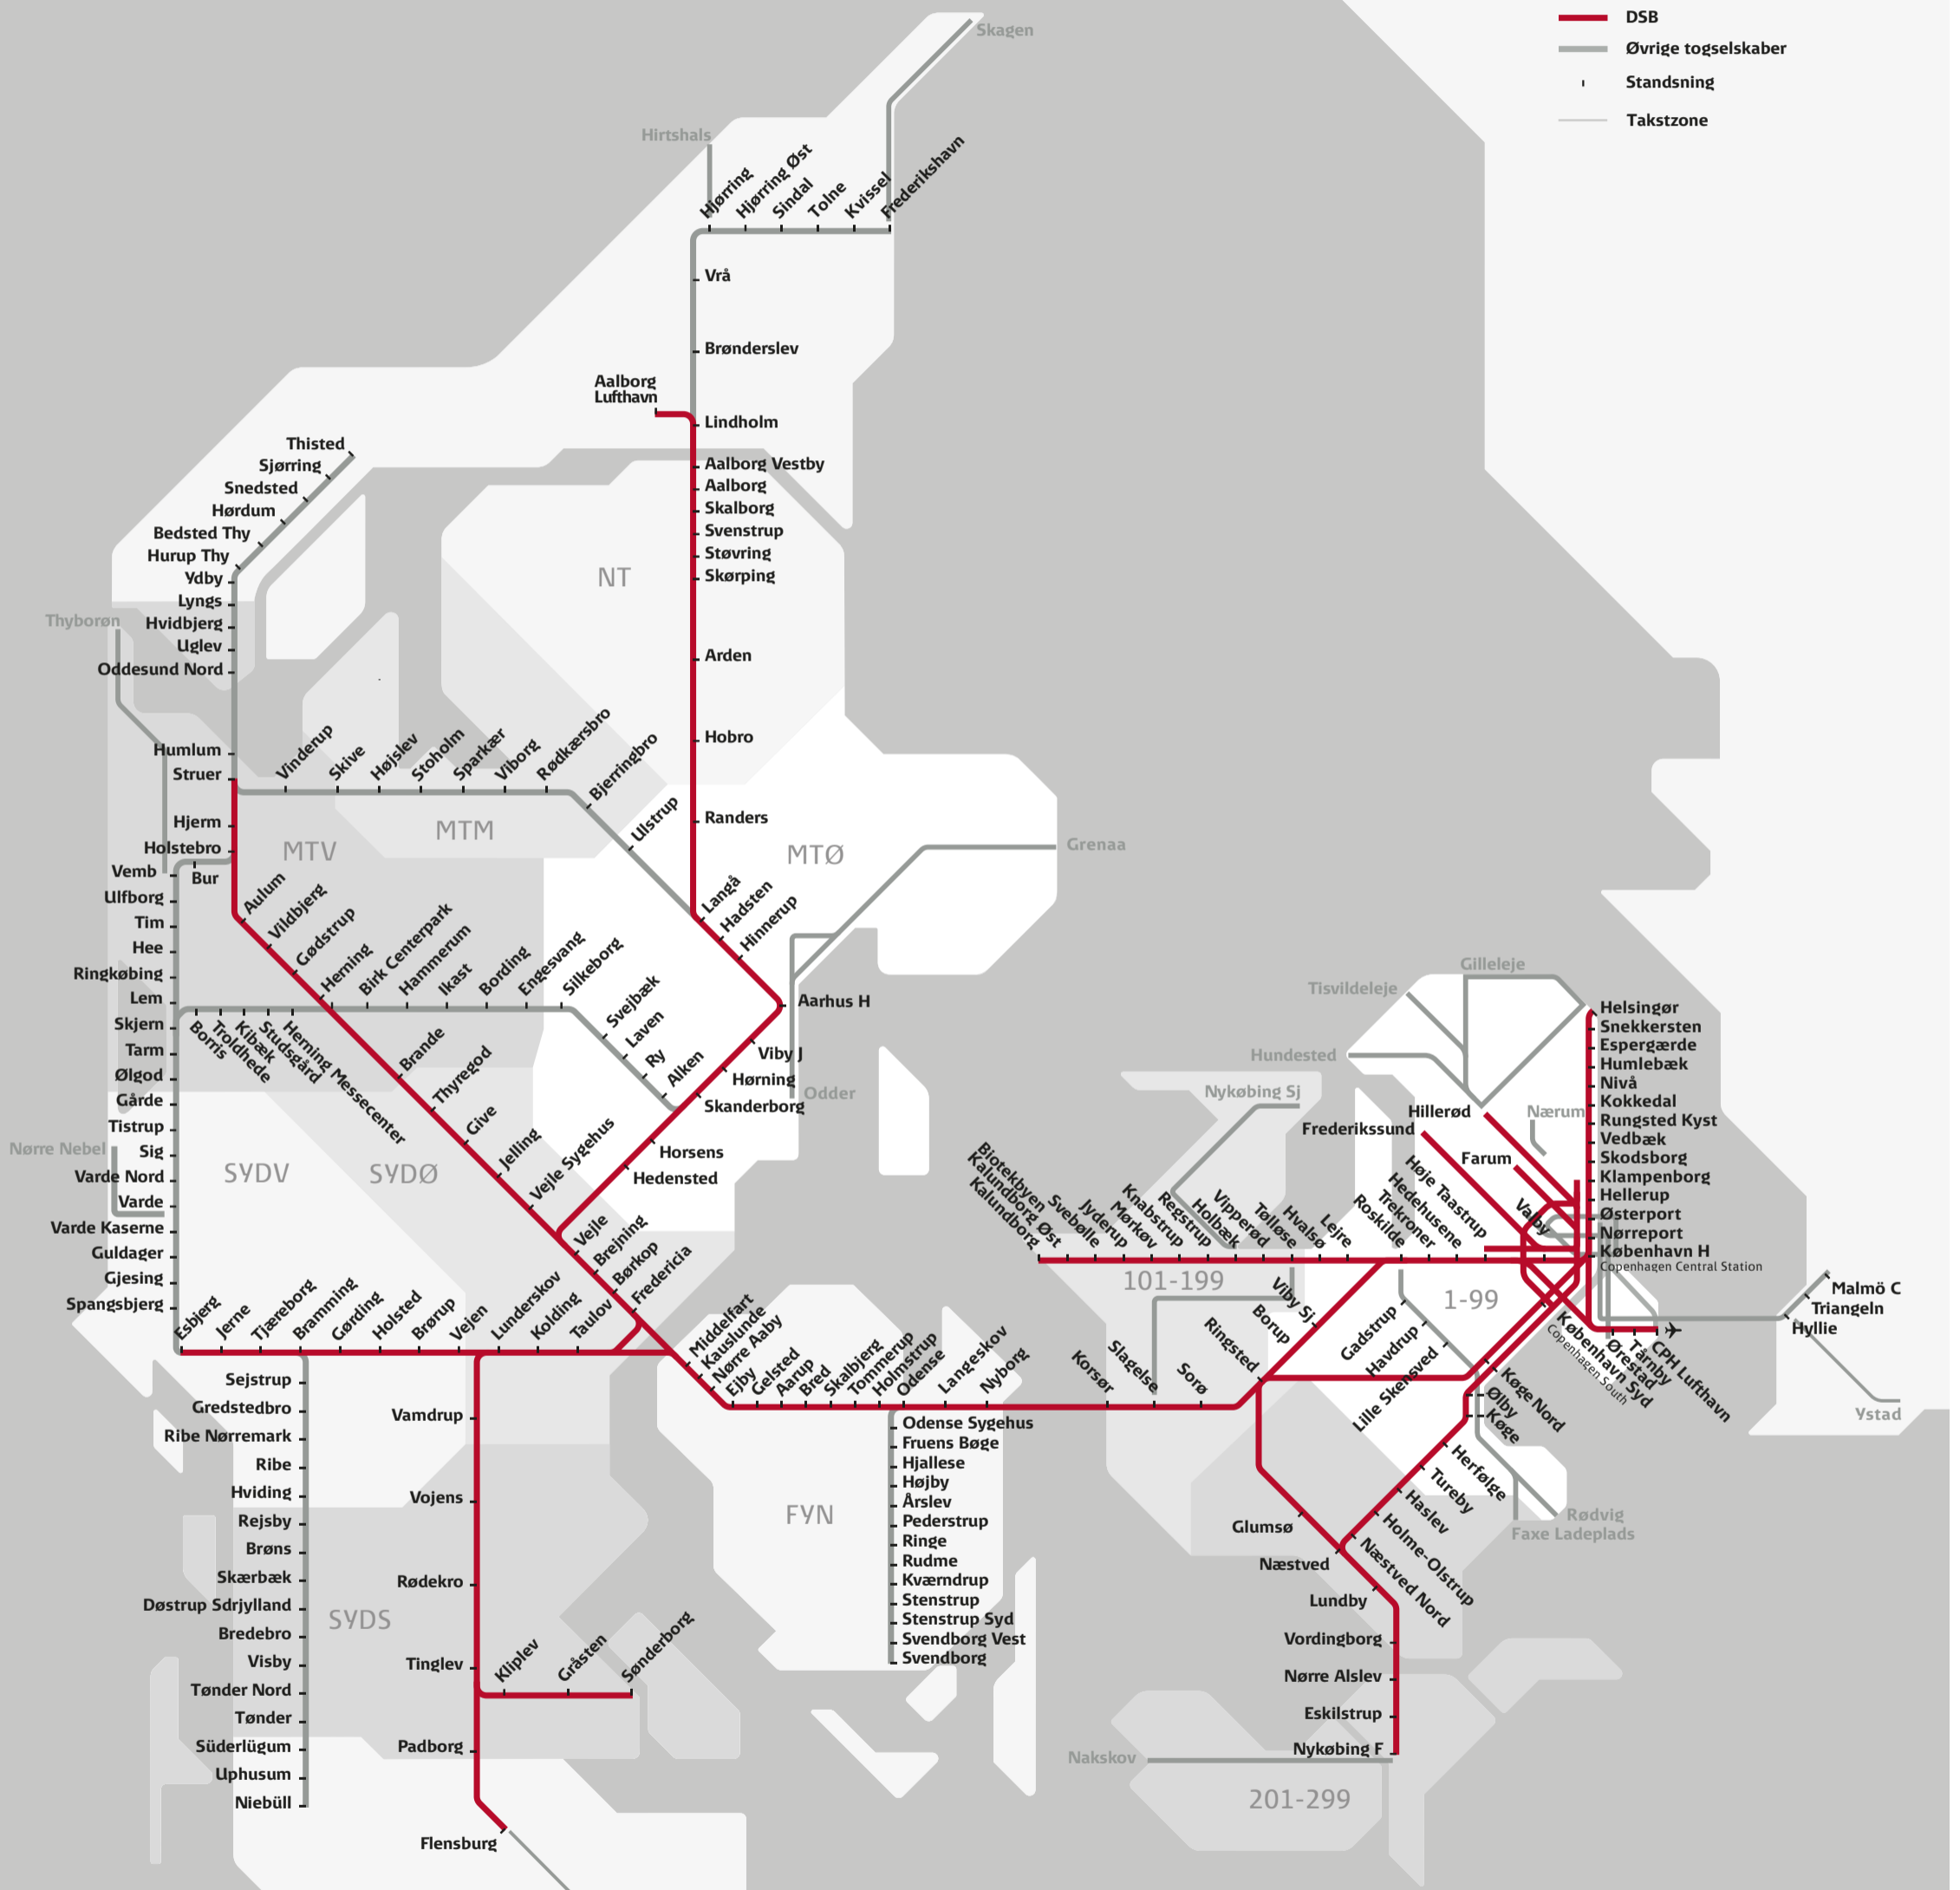 DSB
Øvrige togselskaber
Standsning
Takstzone
Skagen
Hirtshals
Hjørring
Hjørring Øst
Sindal
Tolne
Kvissel
Frederikshavn
Vrå
Brønderslev
Aalborg
Lufthavn
Lindholm
Aalborg Vestby
Aalborg
Skalborg
Svenstrup
Støvring
Skørping
Arden
Hobro
Randers
NT
Thisted
Sjørring
Snedsted
Hørdum
Bedsted Thy
Hurup Thy
Ydby
Lyngs
Hvidbjerg
Uglev
Oddesund Nord
Thyborøn
Humlum
Struer
Hjerm
Holstebro
Vinderup
Skive
Højslev
Stoholm
Sparkær
Viborg
Rødkærsbro
Bjerringbro
Ulstrup
MTV
MTM
MTØ
Grenaa
Langå
Hadsten
Hinnerup
Aarhus H
Viby J
Hørning
Skanderborg
Odder
Horsens
Hedensted
Vemb
Bur
Ulfborg
Tim
Hee
Ringkøbing
Lem
Skjern
Tarm
Ølgod
Gårde
Tistrup
Sig
Nørre Nebel
Varde Nord
Varde
Varde Kaserne
Guldager
Gjesing
Spangsbjerg
Aulum
Vildbjerg
Gødstrup
Herning
Birk Centerpark
Hammerum
Ikast
Bording
Engesvang
Silkeborg
Svejbæk
Laven
Ry
Alken
Borris
Troldhede
Kibæk
Studsgård
Herning Messecenter
Brande
Thyregod
Give
Jelling
Vejle Sygehus
Vejle
Brejning
Børkop
Fredericia
SYDV
SYDØ
Esbjerg
Jerne
Tjæreborg
Bramming
Gørding
Holsted
Brørup
Vejen
Lunderskov
Kolding
Taulov
Sejstrup
Gredstedbro
Ribe Nørremark
Ribe
Hviding
Rejsby
Brøns
Skærbæk
Døstrup Sdrjylland
Bredebro
Visby
Tønder Nord
Tønder
Süderlügum
Uphusum
Niebüll
SYDS
Vamdrup
Vojens
Rødekro
Tinglev
Kliplev
Gråsten
Sønderborg
Padborg
Flensburg
Middelfart
Kauslunde
Nørre Aaby
Ejby
Gelsted
Aarup
Bred
Skalbjerg
Tommerup
Holmstrup
Odense
Langeskov
Nyborg
Korsør
Slagelse
Sorø
Ringsted
Borup
Viby Sj
FYN
Odense Sygehus
Fruens Bøge
Hjallese
Højby
Årslev
Pederstrup
Ringe
Rudme
Kværndrup
Stenstrup
Stenstrup Syd
Svendborg Vest
Svendborg
Gilleleje
Tisvildeleje
Hundested
Nykøbing Sj
Hillerød
Frederikssund
Farum
Nærum
Helsingør
Snekkersten
Espergærde
Humlebæk
Nivå
Kokkedal
Rungsted Kyst
Vedbæk
Skodsborg
Klampenborg
Hellerup
Østerport
Nørreport
København H
Copenhagen Central Station
Kalundborg
Kalundborg Øst
Biotekbyen
Svebølle
Jyderup
Mørkøv
Knabstrup
Regstrup
Holbæk
Vipperød
Tølløse
Hvalsø
Lejre
Roskilde
Trekroner
Hedehusene
Høje Taastrup
Valby
101-199
1-99
Gadstrup
Havdrup
Lille Skensved
Køge Nord
Ølby
Køge
København Syd
Copenhagen South
Ørestad
Tårnby
CPH Lufthavn
Malmö C
Triangeln
Hyllie
Ystad
Herfølge
Tureby
Haslev
Holme-Olstrup
Næstved Nord
Rødvig
Faxe Ladeplads
Glumsø
Næstved
Lundby
Vordingborg
Nørre Alslev
Eskilstrup
Nykøbing F
Nakskov
201-299